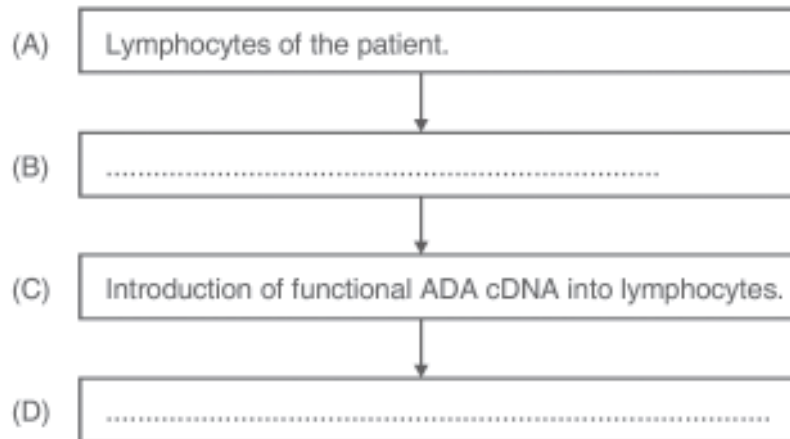 (A) Lymphocytes of the patient.
(B) ......................................................................
(C) Introduction of functional ADA cDNA into lymphocytes.
(D) ....................................................................................